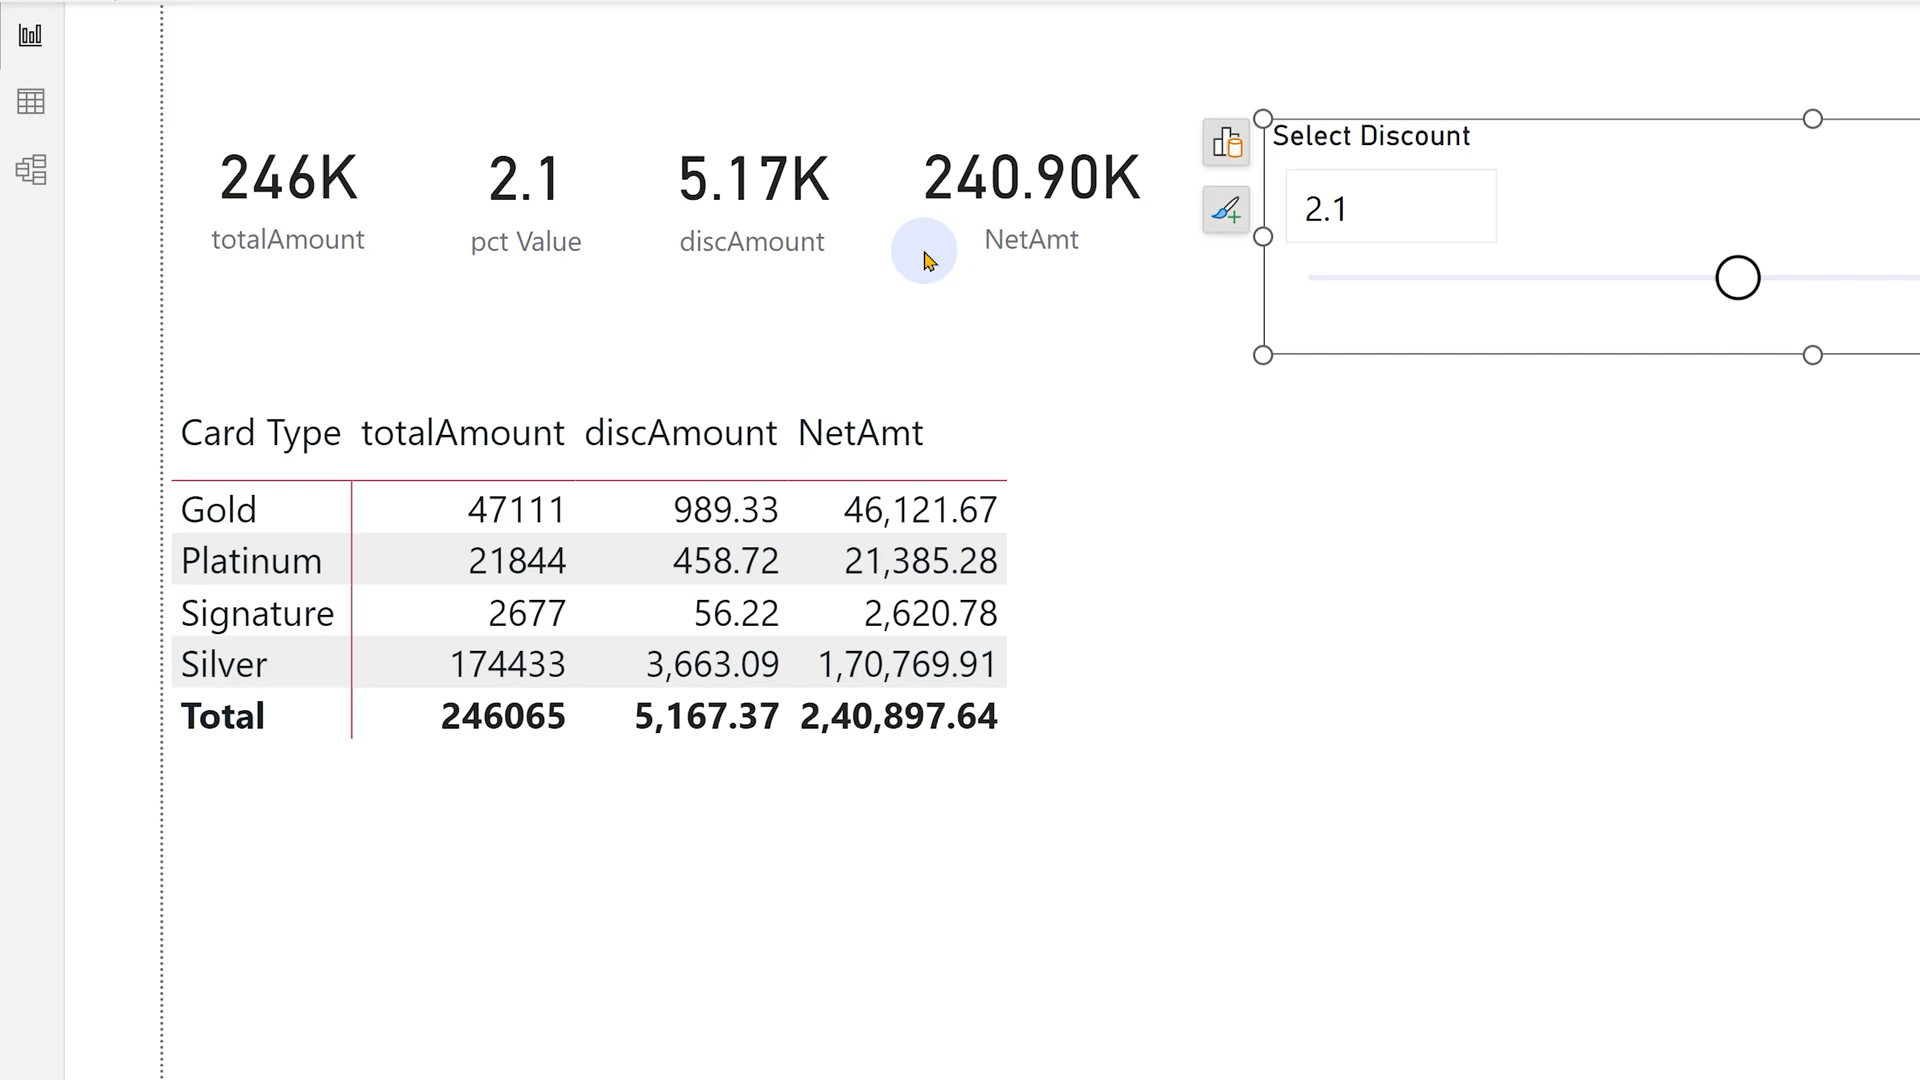 246K
totalAmount
2.1
pct Value
5.17K
discAmount
240.90K
NetAmt
Select Discount
2.1
Card Type totalAmount discAmount NetAmt
Gold 47111 989.33 46,121.67
Platinum 21844 458.72 21,385.28
Signature 2677 56.22 2,620.78
Silver 174433 3,663.09 1,70,769.91
Total 246065 5,167.37 2,40,897.64